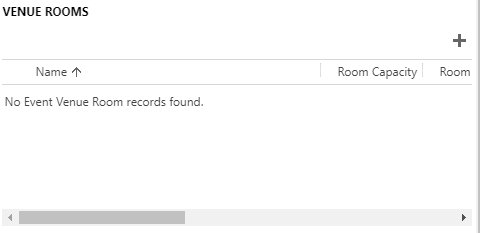 VENUE ROOMS
Name Room Capacity Room
No Event Venue Room records found.